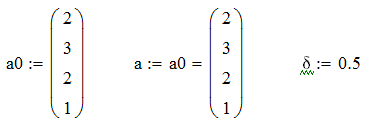 a0 := (2 3 2 1) a := a0 = (2 3 2 1) δ := 0.5